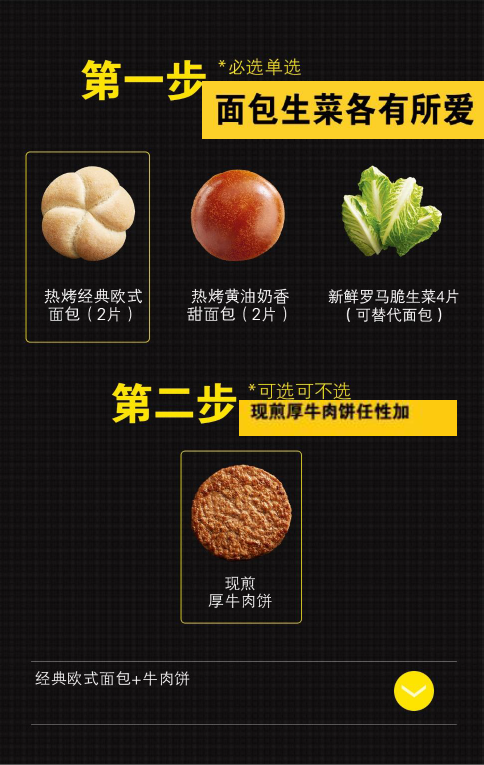 第一步 *必选单选
面包生菜各有所爱
热烤经典欧式
面包（2片）
热烤黄油奶香
甜面包（2片）
新鲜罗马脆生菜4片
（可替代面包）
第二步 *可选可不选
现煎厚牛肉饼任性加
现煎
厚牛肉饼
经典欧式面包+牛肉饼